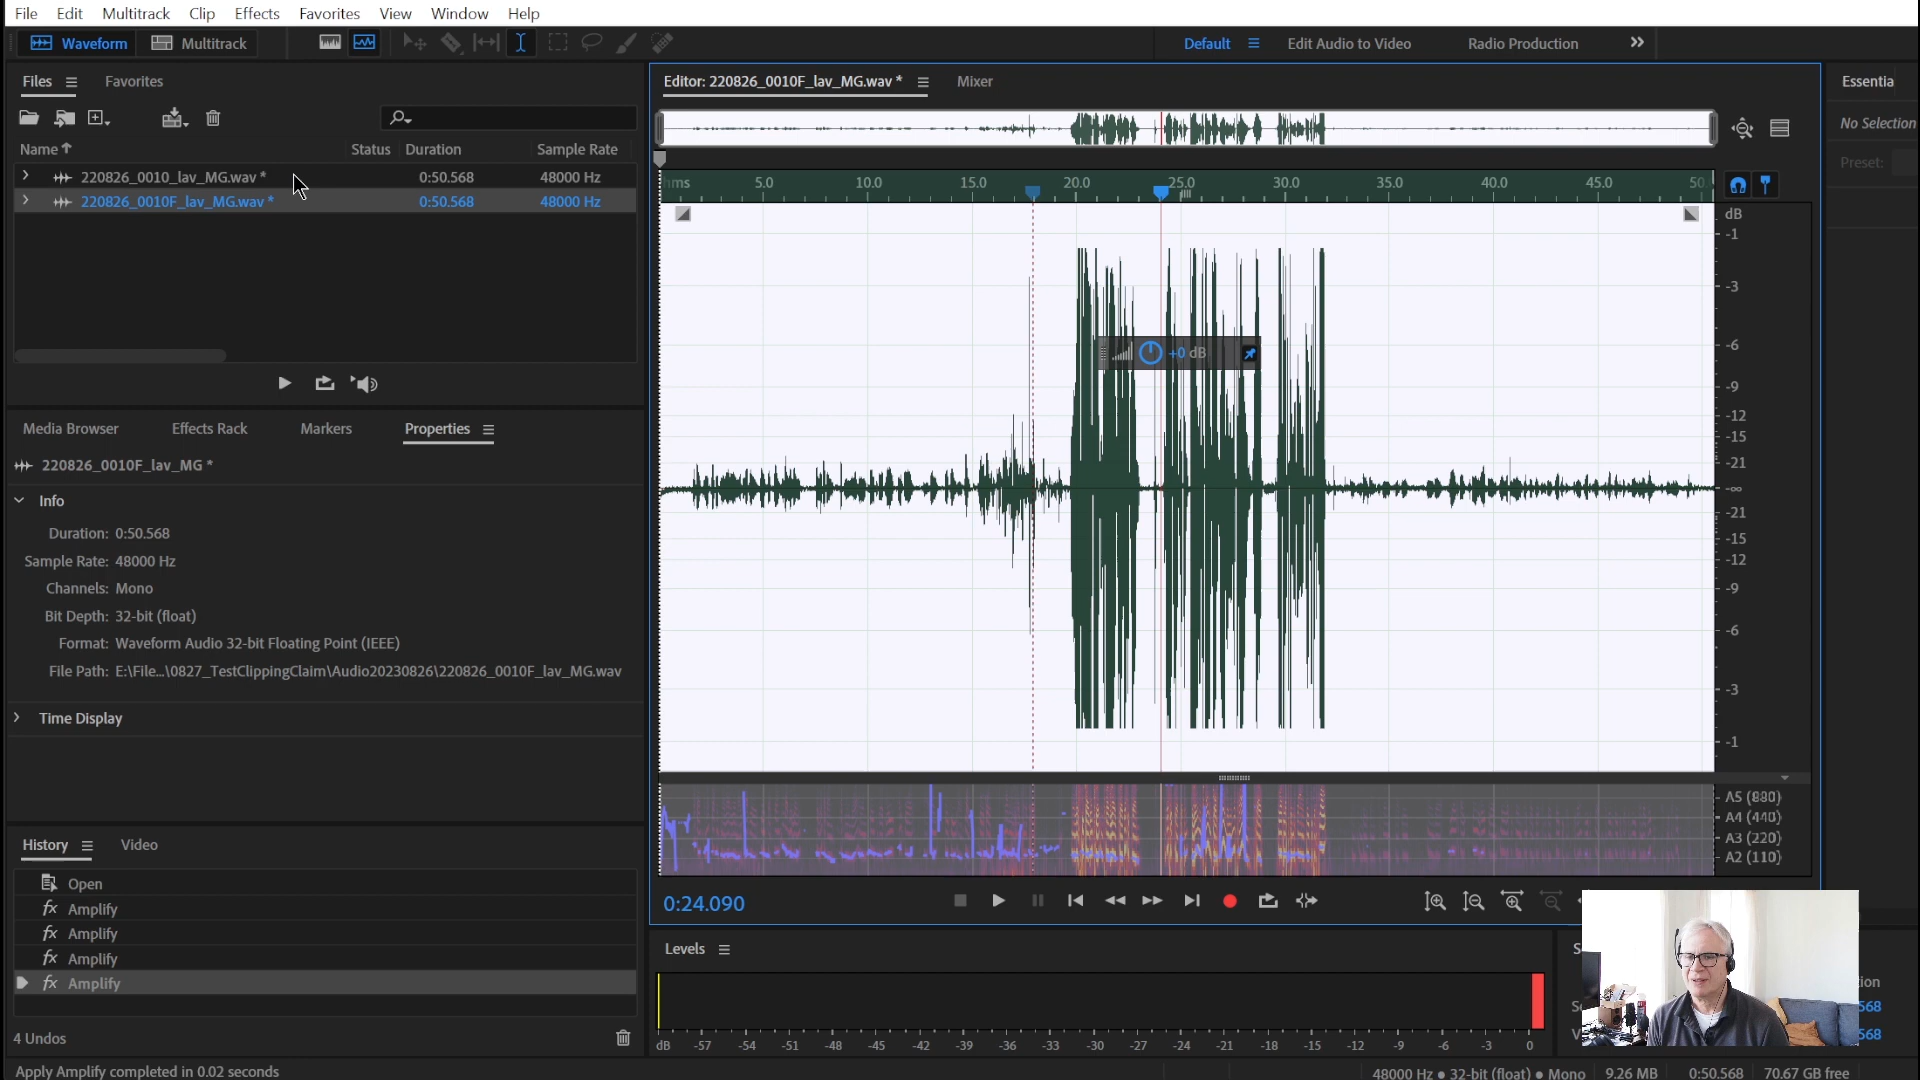 File Edit Multitrack Clip Effects Favorites View Window Help
Waveform Multitrack Default Edit Audio to Video Radio Production
Files Favorites
Name Status Duration Sample Rate
220826_0010_lav_MG.wav * 0:50.568 48000 Hz
220826_0010F_lav_MG.wav * 0:50.568 48000 Hz
Media Browser Effects Rack Markers Properties
220826_0010F_lav_MG *
Info
Duration: 0:50.568
Sample Rate: 48000 Hz
Channels: Mono
Bit Depth: 32-bit (float)
Format: Waveform Audio 32-bit Floating Point (IEEE)
File Path: E:\File...\0827_TestClippingClaim\Audio20230826\220826_0010F_lav_MG.wav
Time Display
History Video
Open
fx Amplify
fx Amplify
fx Amplify
fx Amplify
4 Undos
Apply Amplify completed in 0.02 seconds
Editor: 220826_0010F_lav_MG.wav * Mixer
hms 5.0 10.0 15.0 20.0 25.0 30.0 35.0 40.0 45.0 50.
dB
-1
-3
-6
-9
-12
-15
-21
-∞
-21
-15
-12
-9
-6
-3
-1
+0 dB
A5 (880)
A4 (440)
A3 (220)
A2 (110)
0:24.090
Levels
dB -57 -54 -51 -48 -45 -42 -39 -36 -33 -30 -27 -24 -21 -18 -15 -12 -9 -6 -3 0
Essentia
No Selection
Preset:
S
tion
568
568
48000 Hz ● 32-bit (float) ● Mono 9.26 MB 0:50.568 70.67 GB free